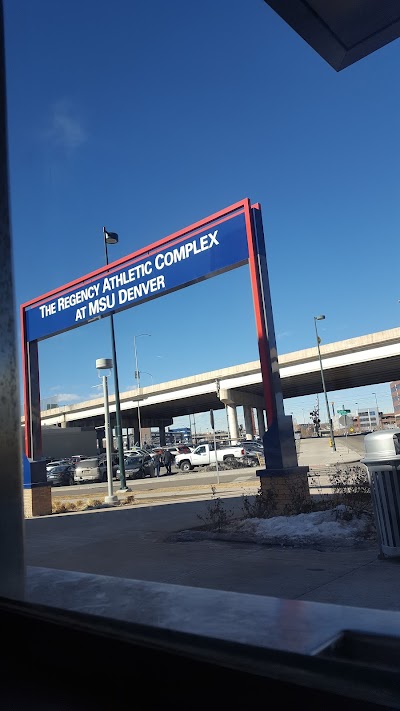 THE REGENCY ATHLETIC COMPLEX
AT MSU DENVER